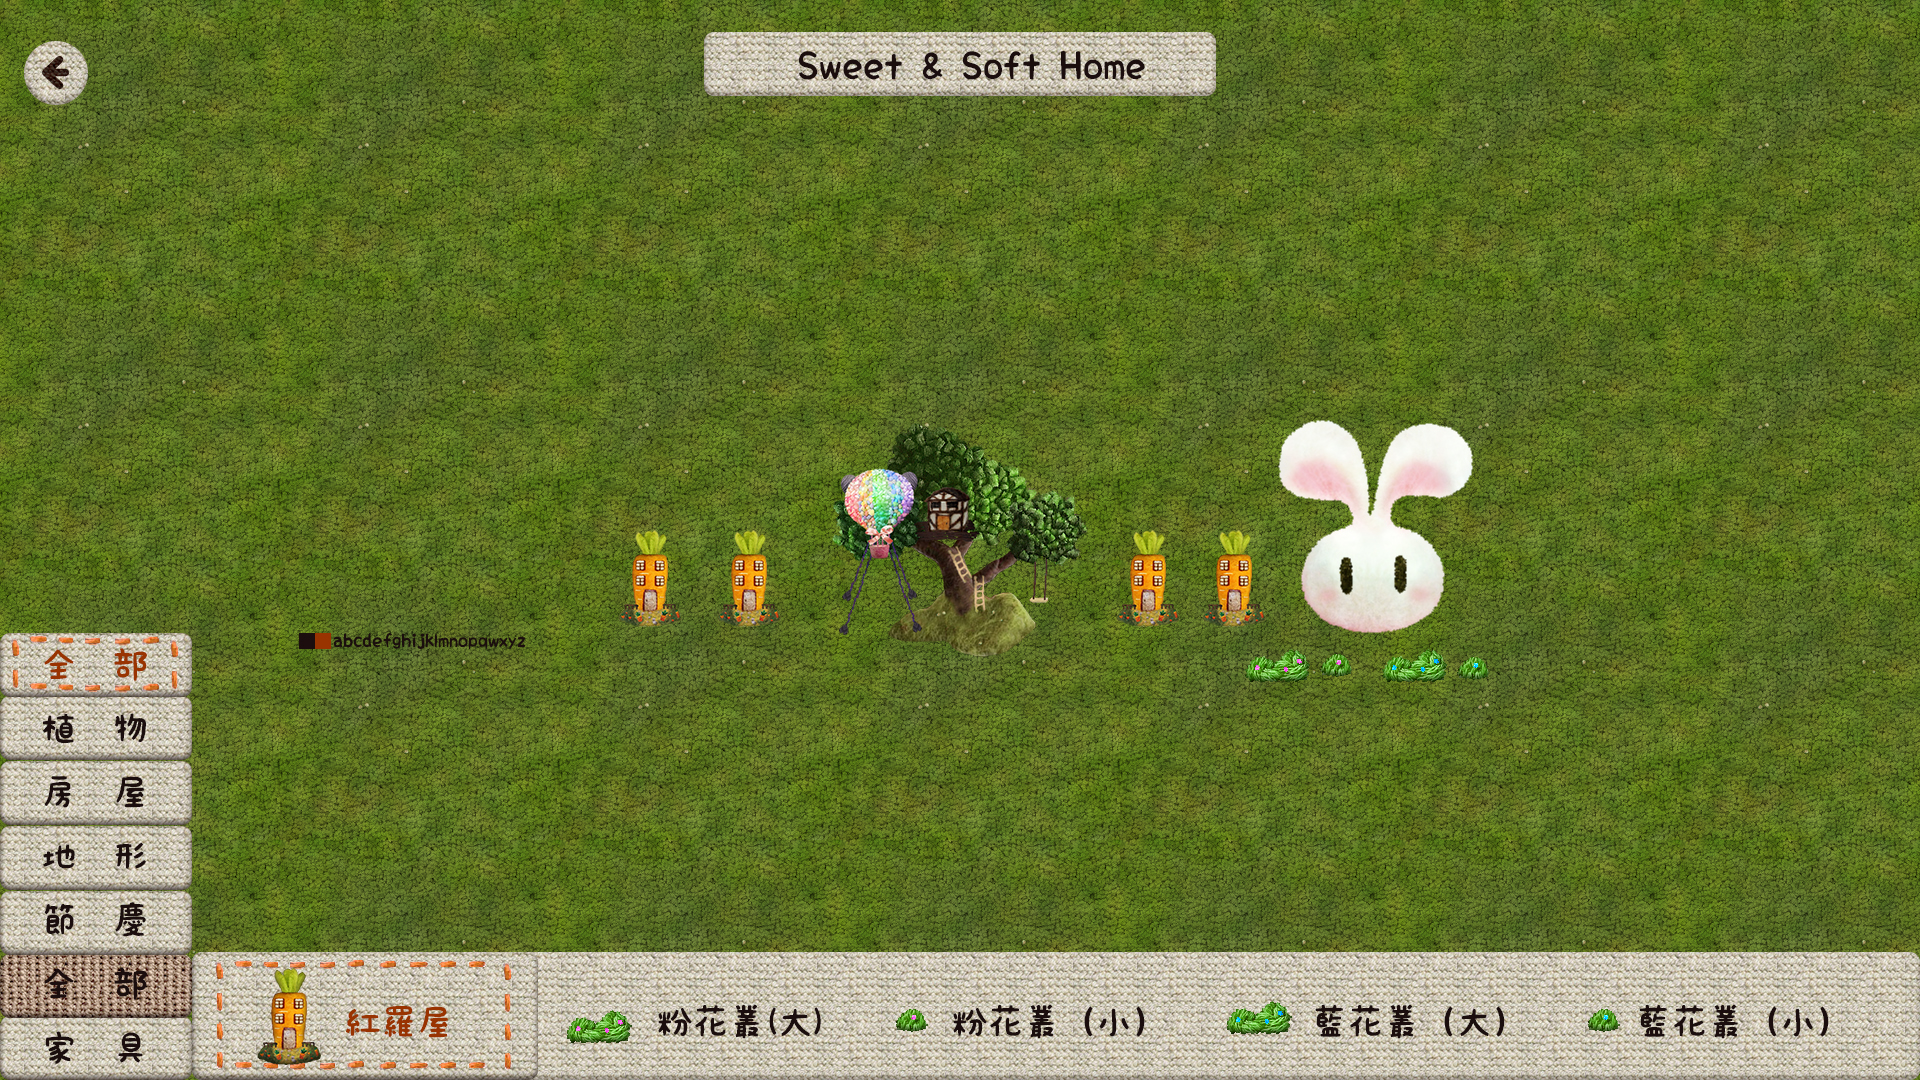 Sweet & Soft Home
abcdefghijklmnopqwxyz
全 部
植 物
房 屋
地 形
節 慶
全 部
家 具
紅羅屋
粉花叢(大)
粉花叢 (小)
藍花叢 (大)
藍花叢 (小)